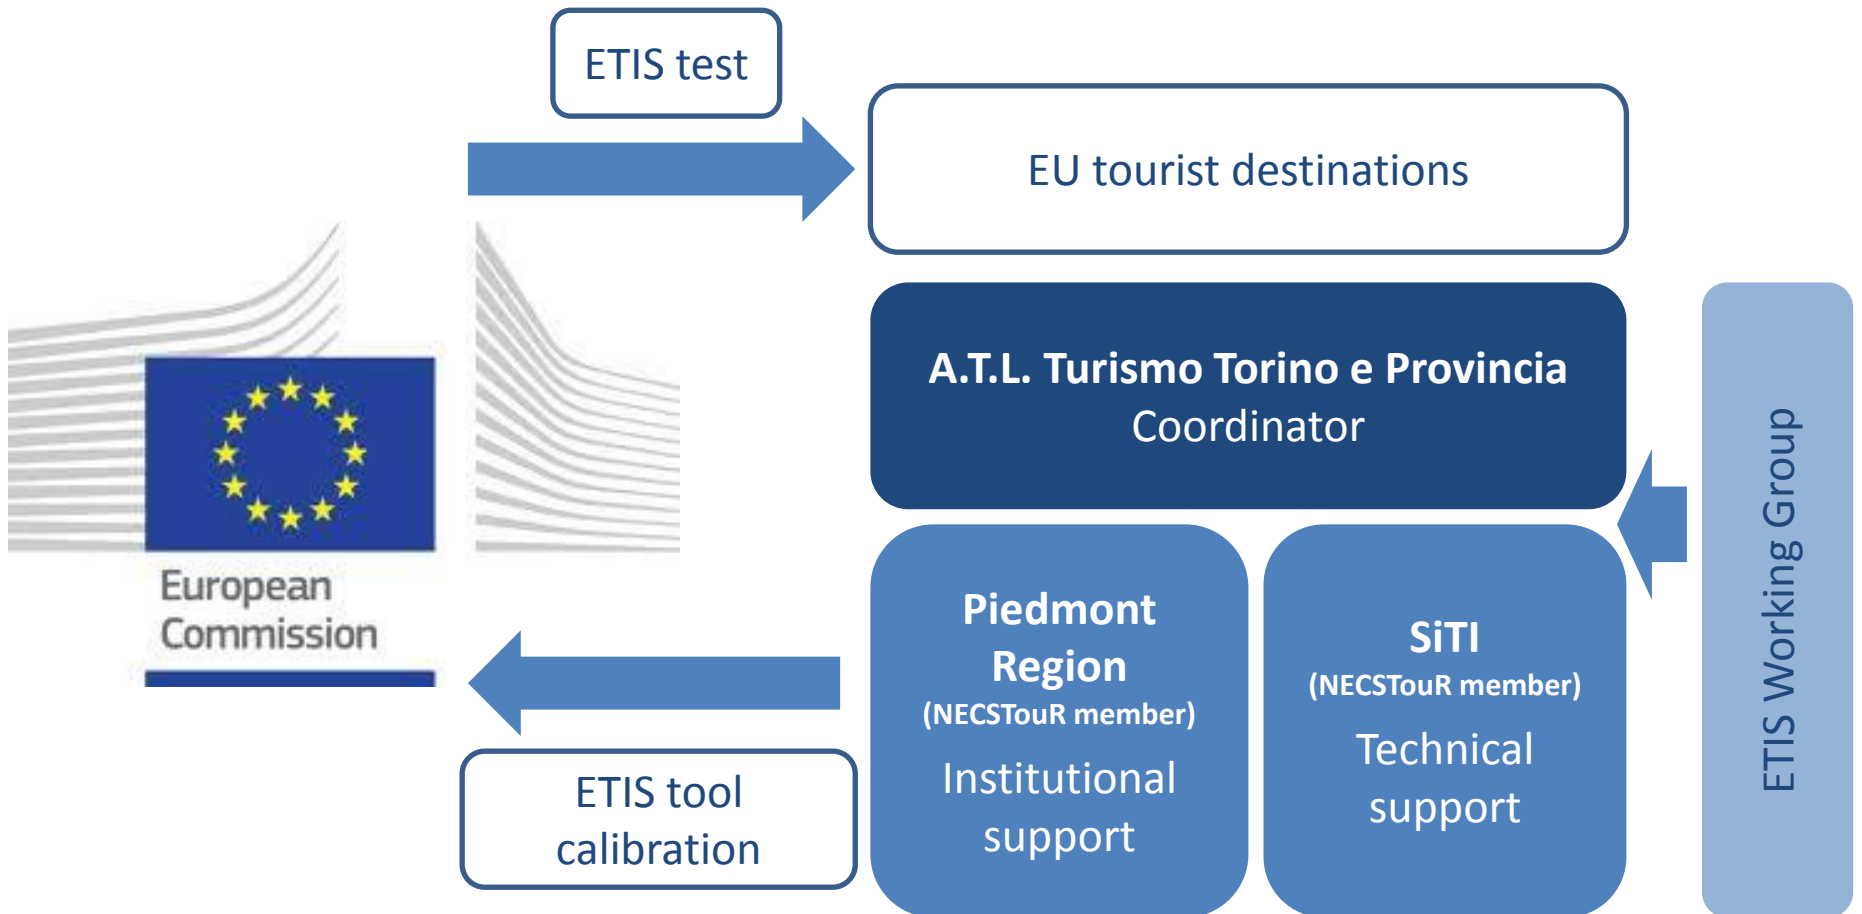 ETIS test
EU tourist destinations
A.T.L. Turismo Torino e Provincia
Coordinator
European
Commission
Piedmont
Region
(NECSTouR member)
Institutional
support
SiTI
(NECSTouR member)
Technical
support
ETIS Working Group
ETIS tool
calibration